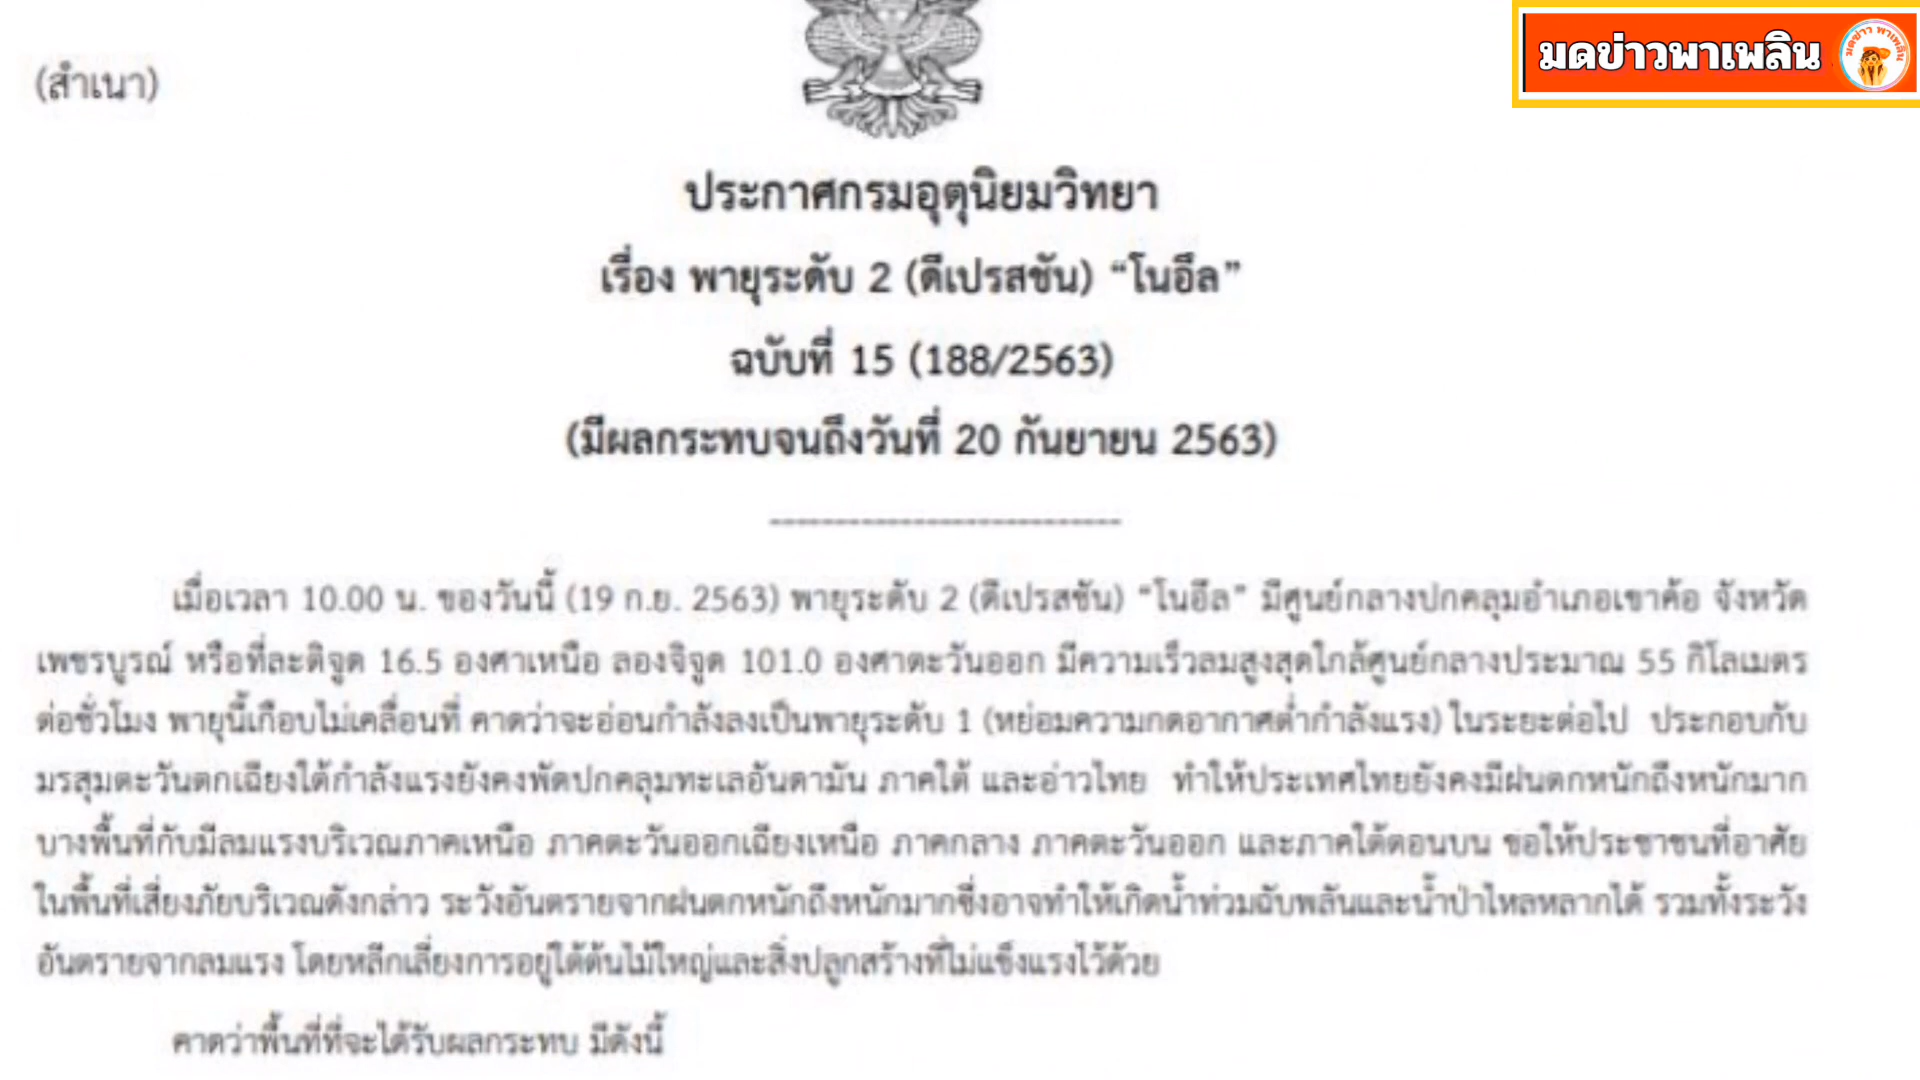 มดข่าวพาเพลิน
มดข่าว พาเพลิน
(สำเนา)
ประกาศกรมอุตุนิยมวิทยา
เรื่อง พายุระดับ 2 (ดีเปรสชัน) “โนอึล”
ฉบับที่ 15 (188/2563)
(มีผลกระทบจนถึงวันที่ 20 กันยายน 2563)
---------------------------
เมื่อเวลา 10.00 น. ของวันนี้ (19 ก.ย. 2563) พายุระดับ 2 (ดีเปรสชัน) “โนอึล” มีศูนย์กลางปกคลุมอำเภอเขาค้อ จังหวัด
เพชรบูรณ์ หรือที่ละติจูด 16.5 องศาเหนือ ลองจิจูด 101.0 องศาตะวันออก มีความเร็วลมสูงสุดใกล้ศูนย์กลางประมาณ 55 กิโลเมตร
ต่อชั่วโมง พายุนี้เกือบไม่เคลื่อนที่ คาดว่าจะอ่อนกำลังลงเป็นพายุระดับ 1 (หย่อมความกดอากาศต่ำกำลังแรง) ในระยะต่อไป ประกอบกับ
มรสุมตะวันตกเฉียงใต้กำลังแรงยังคงพัดปกคลุมทะเลอันดามัน ภาคใต้ และอ่าวไทย ทำให้ประเทศไทยยังคงมีฝนตกหนักถึงหนักมาก
บางพื้นที่กับมีลมแรงบริเวณภาคเหนือ ภาคตะวันออกเฉียงเหนือ ภาคกลาง ภาคตะวันออก และภาคใต้ตอนบน ขอให้ประชาชนที่อาศัย
ในพื้นที่เสี่ยงภัยบริเวณดังกล่าว ระวังอันตรายจากฝนตกหนักถึงหนักมากซึ่งอาจทำให้เกิดน้ำท่วมฉับพลันและน้ำป่าไหลหลากได้ รวมทั้งระวัง
อันตรายจากลมแรง โดยหลีกเลี่ยงการอยู่ใต้ต้นไม้ใหญ่และสิ่งปลูกสร้างที่ไม่แข็งแรงไว้ด้วย
คาดว่าพื้นที่ที่จะได้รับผลกระทบ มีดังนี้